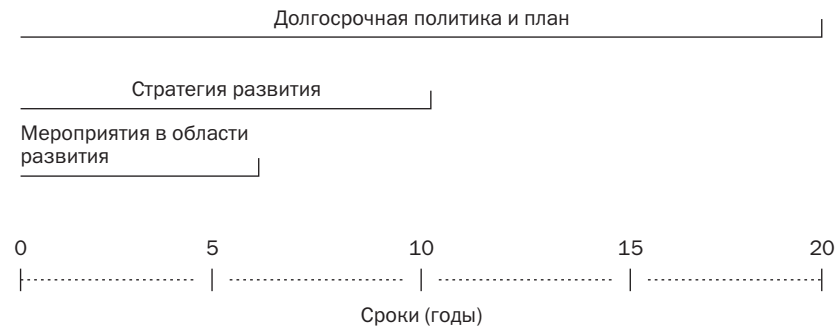 Долгосрочная политика и план
Стратегия развития
Мероприятия в области
развития
0 5 10 15 20
Сроки (годы)